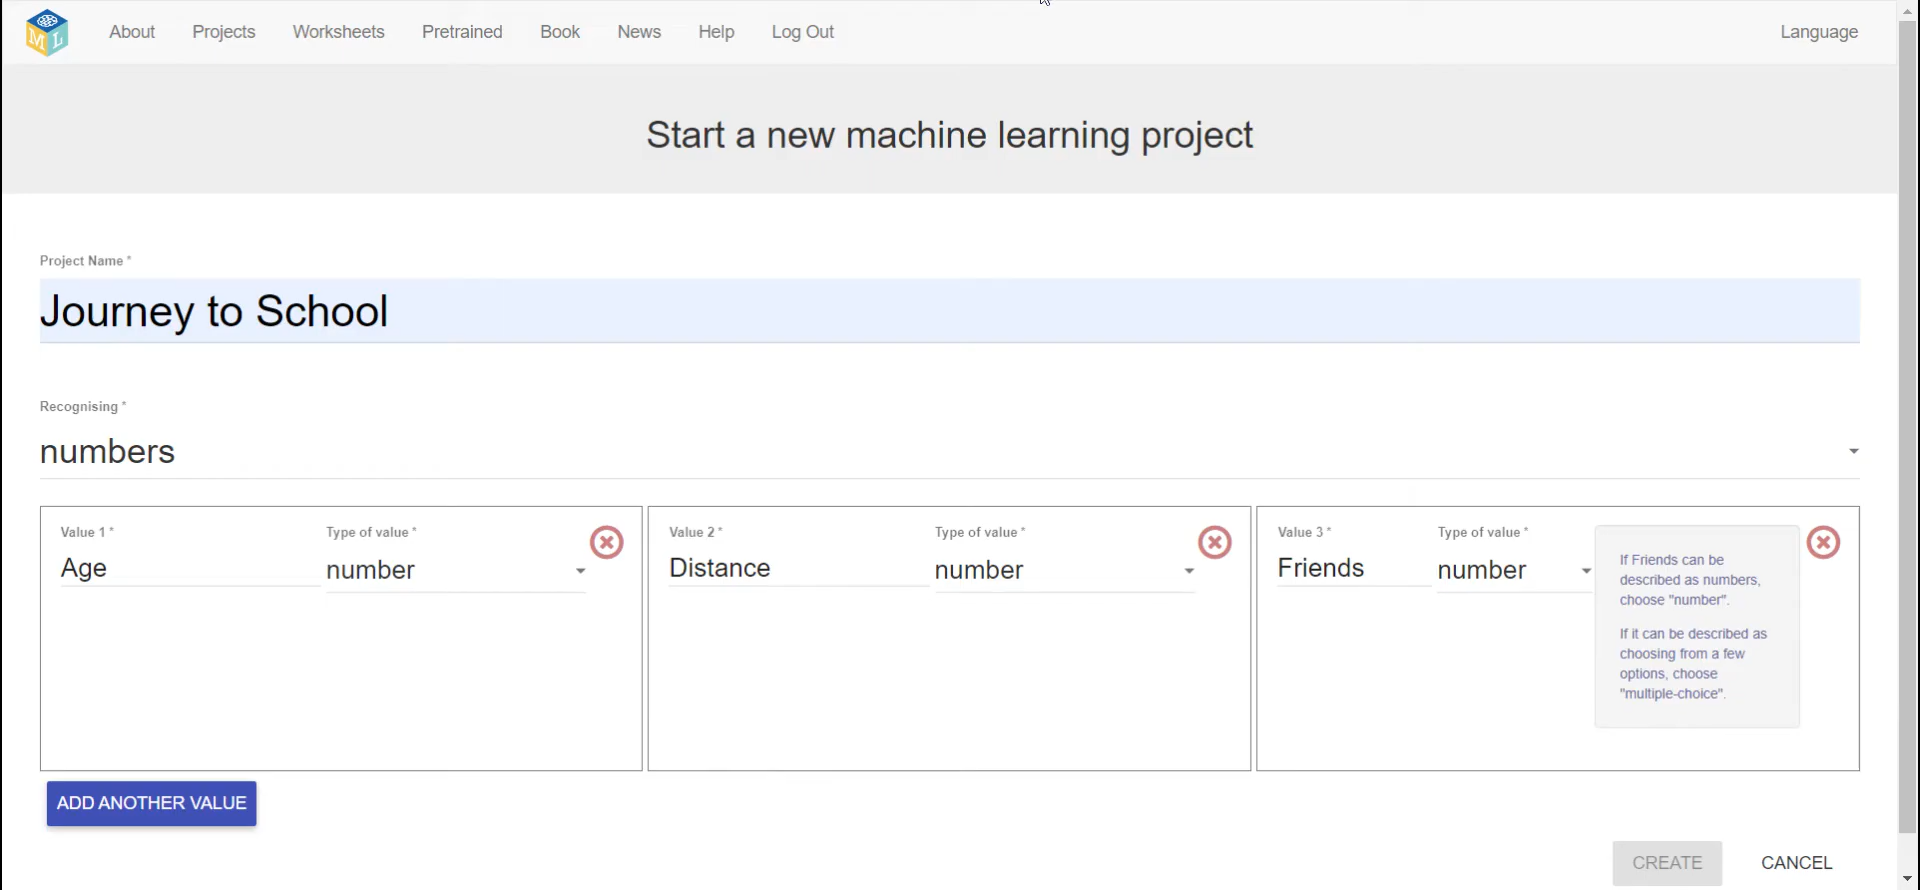 M L
About Projects Worksheets Pretrained Book News Help Log Out Language
Start a new machine learning project
Project Name *
Journey to School
Recognising *
numbers
Value 1 * Type of value *
Age number
Value 2 * Type of value *
Distance number
Value 3 * Type of value *
Friends number
If Friends can be
described as numbers,
choose "number".
If it can be described as
choosing from a few
options, choose
"multiple-choice".
ADD ANOTHER VALUE
CREATE CANCEL